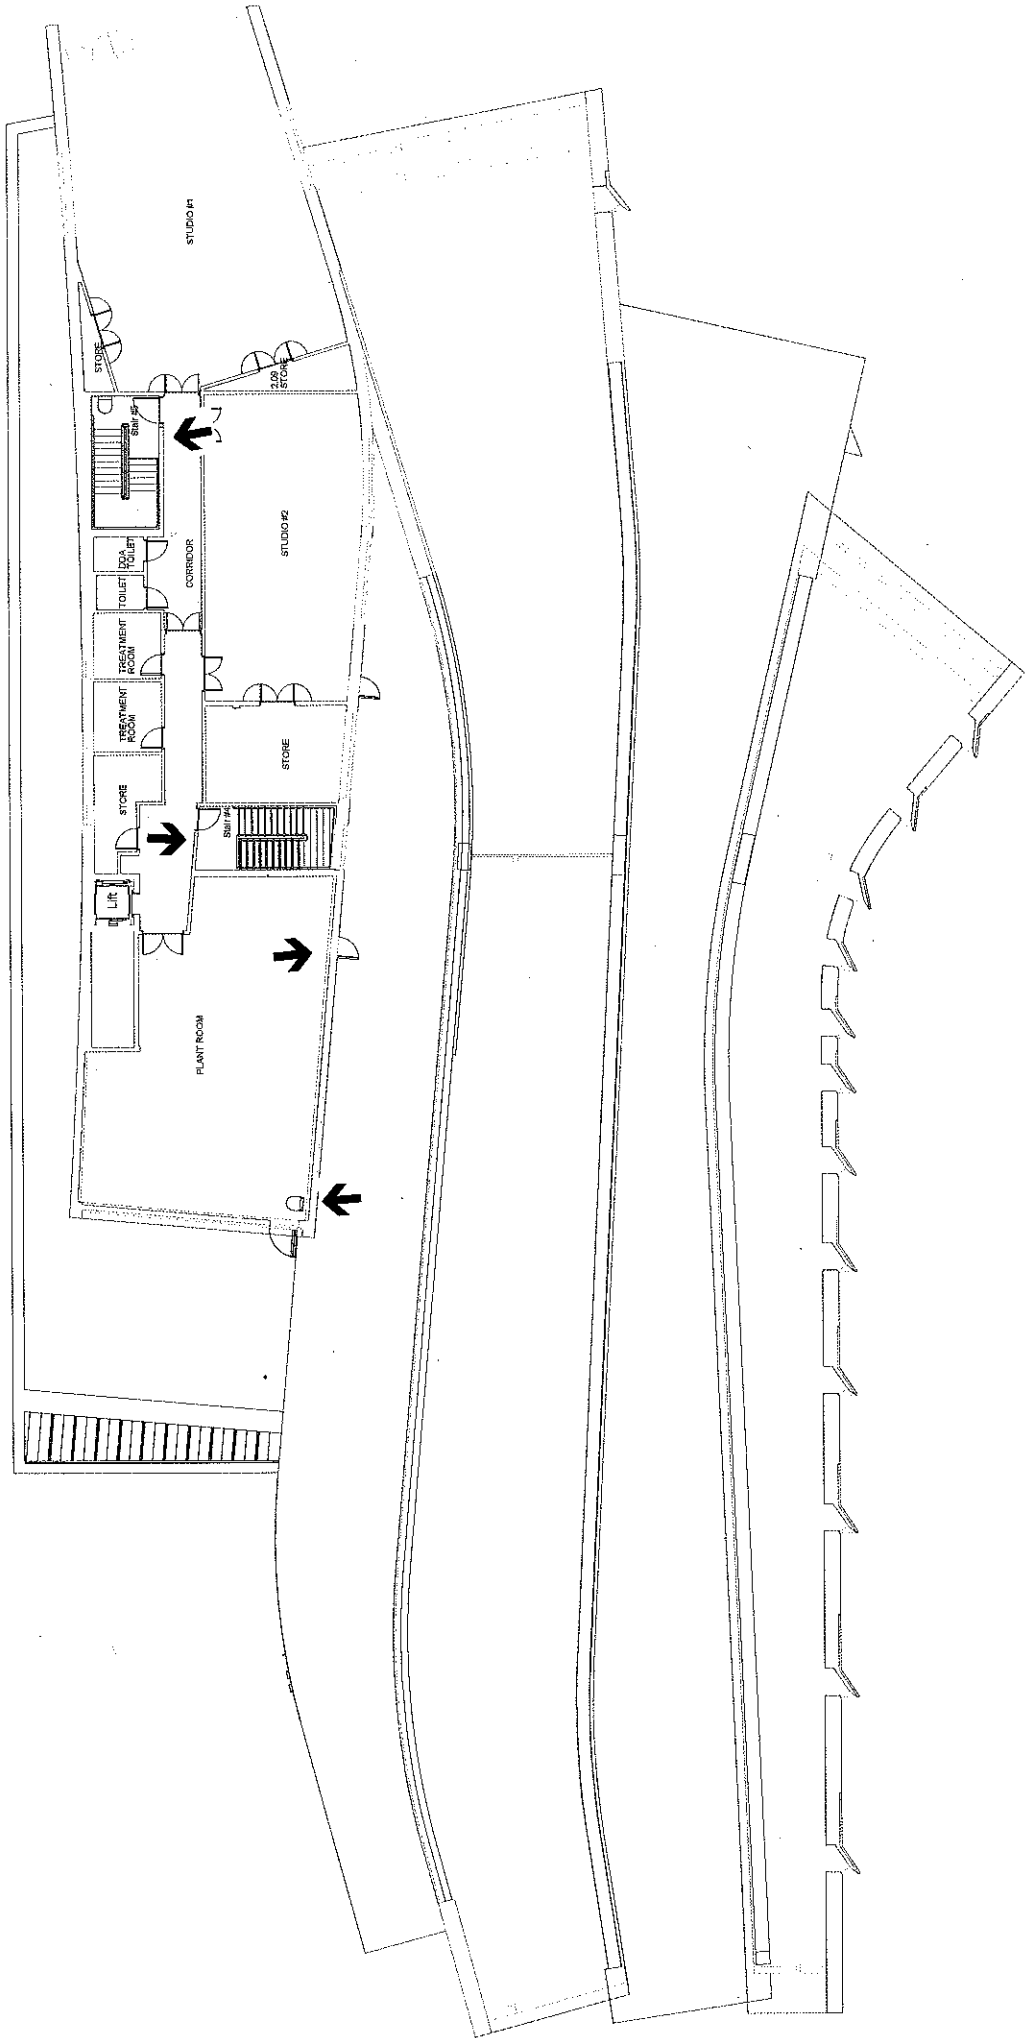 STUDIO #1
STORE
2.09
STORE
Stair #5
STUDIO #2
DDA
TOILET
CORRIDOR
TOILET
TREATMENT
ROOM
TREATMENT
ROOM
STORE
STORE
Stair #4
Lift
PLANT ROOM